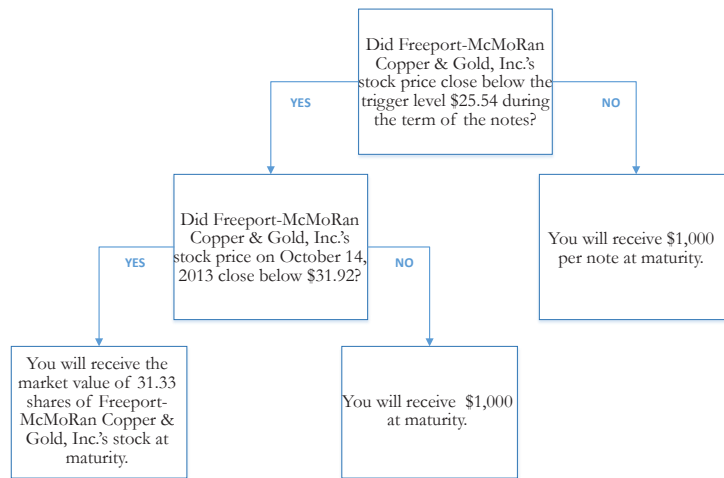 Did Freeport-McMoRan
Copper & Gold, Inc.'s
stock price close below the
trigger level $25.54 during
the term of the notes?
YES
NO
Did Freeport-McMoRan
Copper & Gold, Inc.'s
stock price on October 14,
2013 close below $31.92?
You will receive $1,000
per note at maturity.
YES
NO
You will receive the
market value of 31.33
shares of Freeport-
McMoRan Copper &
Gold, Inc.'s stock at
maturity.
You will receive $1,000
at maturity.